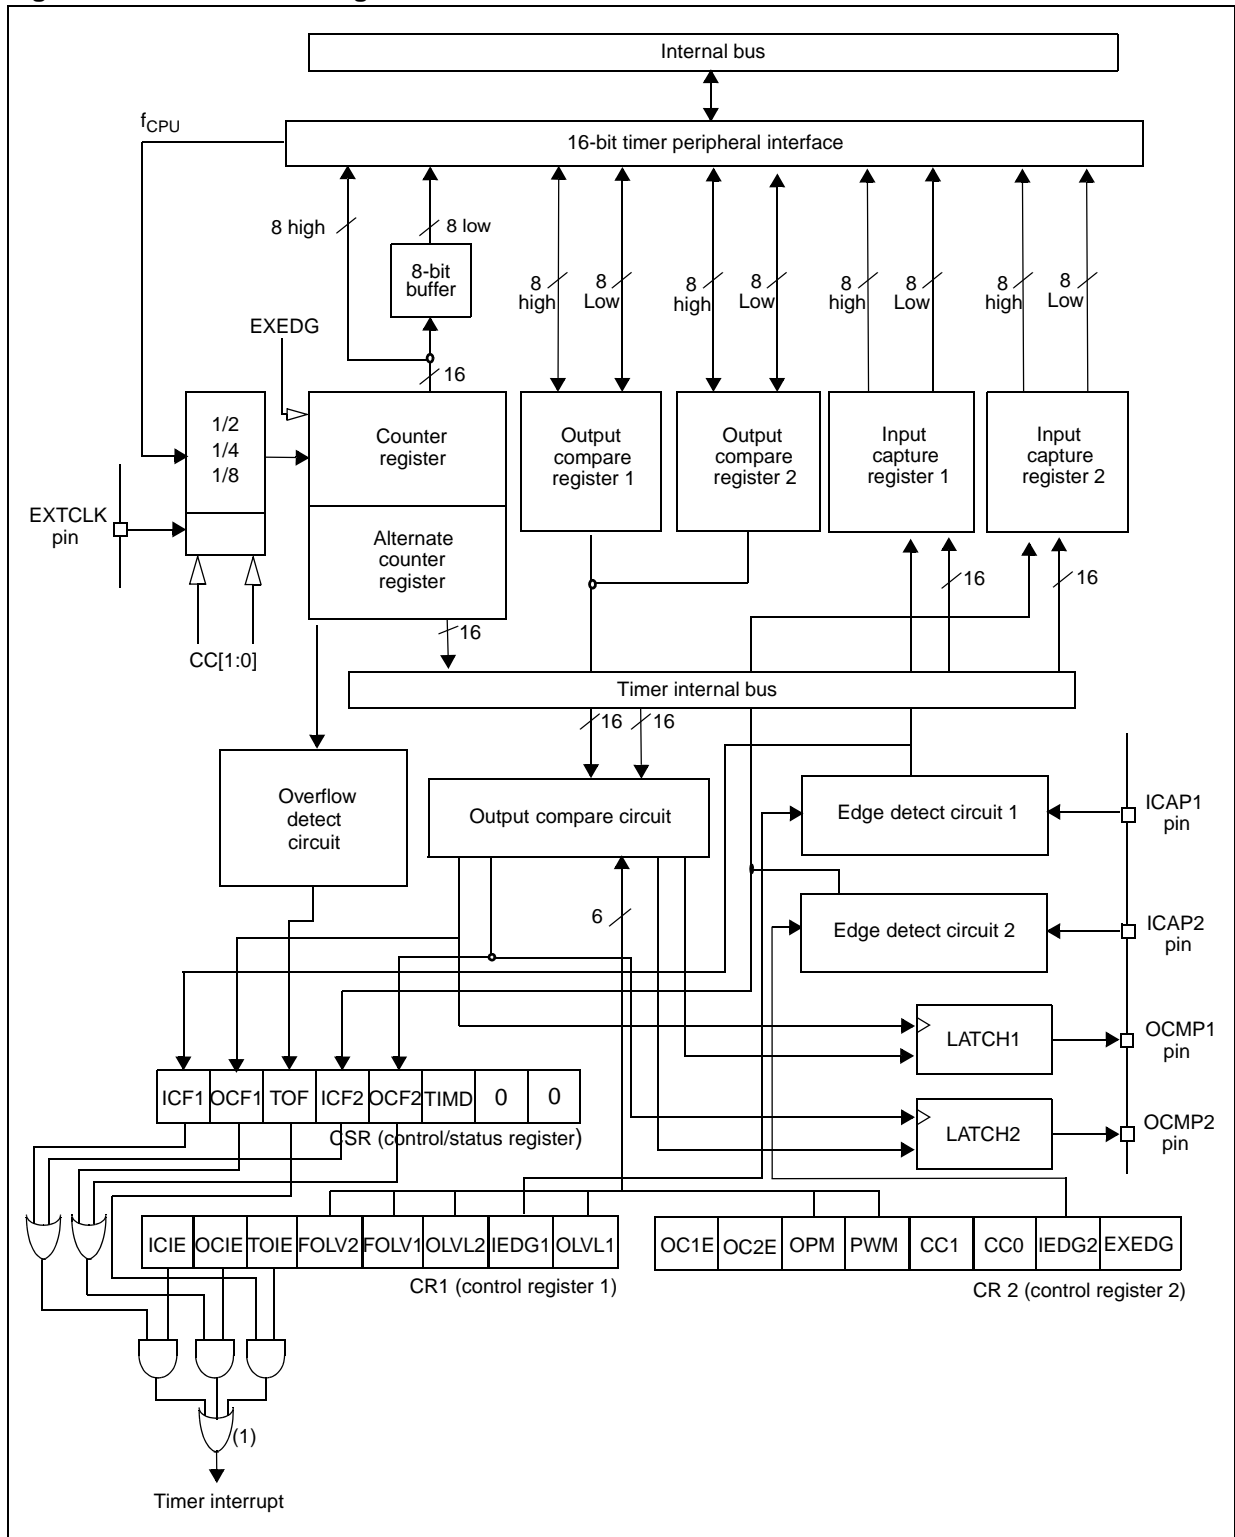 Internal bus
fCPU
16-bit timer peripheral interface
8 high
8 low
8-bit
buffer
8
high
8
Low
8
high
8
Low
8
high
8
Low
8
high
8
Low
EXEDG
16
1/2
1/4
1/8
Counter
register
Output
compare
register 1
Output
compare
register 2
Input
capture
register 1
Input
capture
register 2
EXTCLK
pin
Alternate
counter
register
16
16
16
CC[1:0]
Timer internal bus
16
16
Overflow
detect
circuit
Output compare circuit
Edge detect circuit 1
ICAP1
pin
6
Edge detect circuit 2
ICAP2
pin
LATCH1
OCMP1
pin
ICF1 OCF1 TOF ICF2 OCF2 TIMD 0 0
CSR (control/status register)
LATCH2
OCMP2
pin
ICIE OCIE TOIE FOLV2 FOLV1 OLVL2 IEDG1 OLVL1
CR1 (control register 1)
OC1E OC2E OPM PWM CC1 CC0 IEDG2 EXEDG
CR 2 (control register 2)
(1)
Timer interrupt